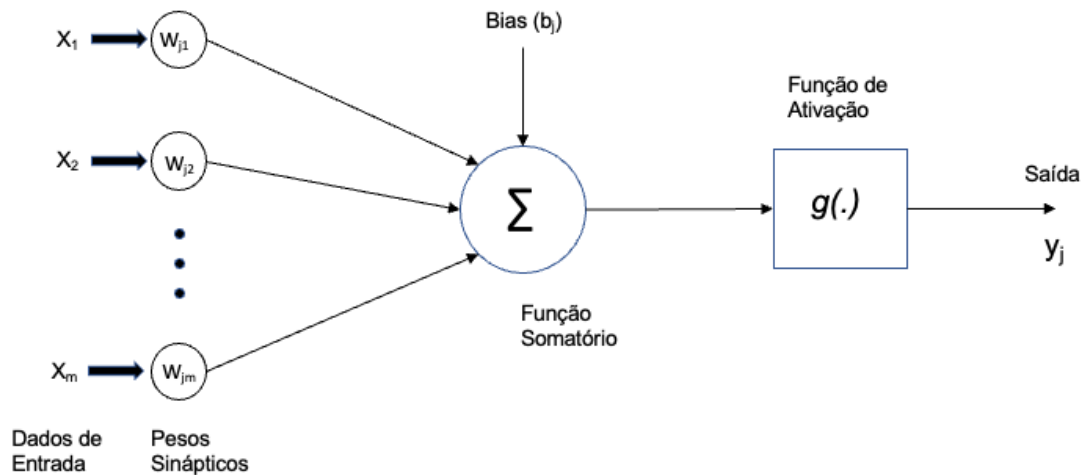 X1
Wj1
Bias (bj)
Função de
Ativação
X2
Wj2
Σ
g(.)
Saída
yj
Função
Somatório
Xm
Wjm
Dados de
Entrada
Pesos
Sinápticos